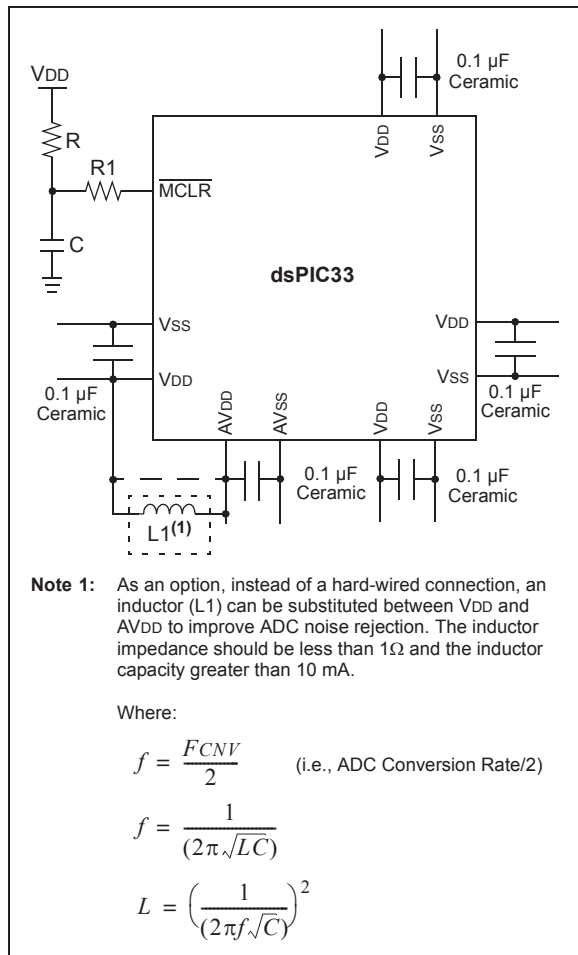 0.1 µF
Ceramic
VDD
R
R1
C
VDD
VSS
MCLR
dsPIC33
VSS
VDD
VDD
VSS
0.1 µF
Ceramic
0.1 µF
Ceramic
AVDD
AVSS
VDD
VSS
0.1 µF
Ceramic
0.1 µF
Ceramic
L1(1)
Note 1: As an option, instead of a hard-wired connection, an
inductor (L1) can be substituted between VDD and
AVDD to improve ADC noise rejection. The inductor
impedance should be less than 1Ω and the inductor
capacity greater than 10 mA.
Where:
f = FCNV/2 (i.e., ADC Conversion Rate/2)
f = 1/(2π√LC)
L = (1/(2πf√C))²